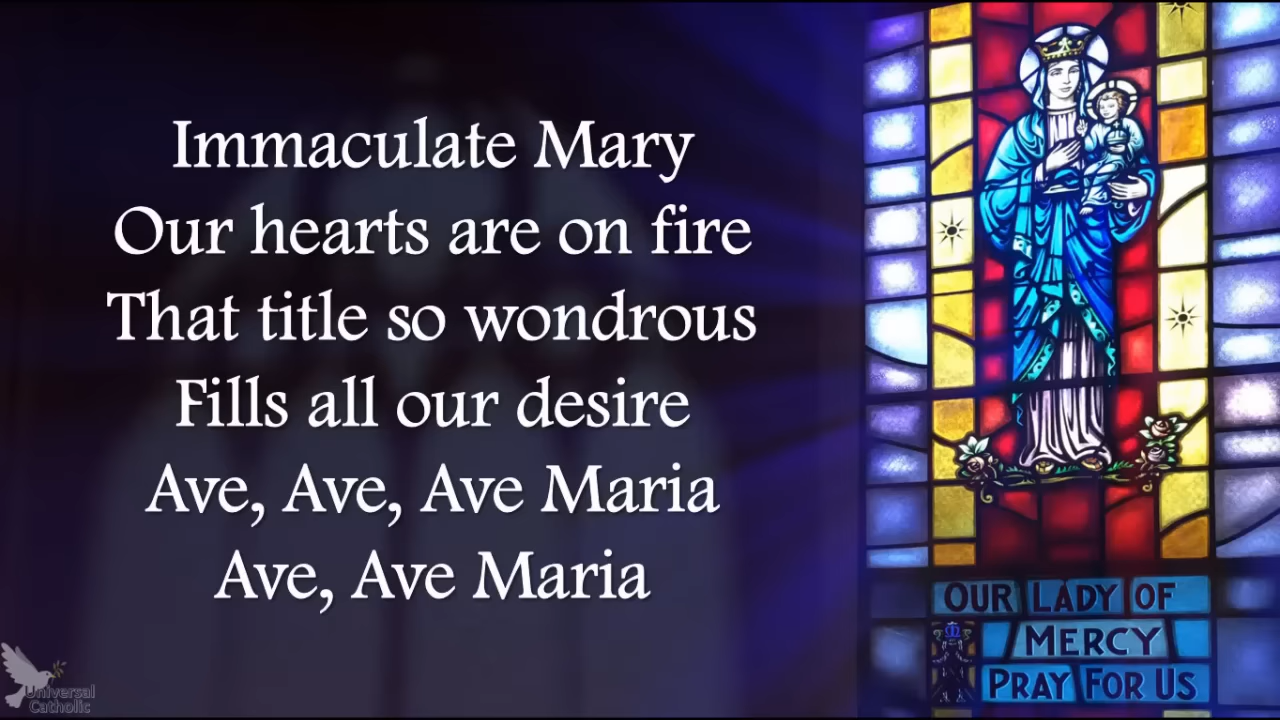 Immaculate Mary
Our hearts are on fire
That title so wondrous
Fills all our desire
Ave, Ave, Ave Maria
Ave, Ave Maria
OUR LADY OF
MERCY
PRAY FOR US
Universal
Catholic